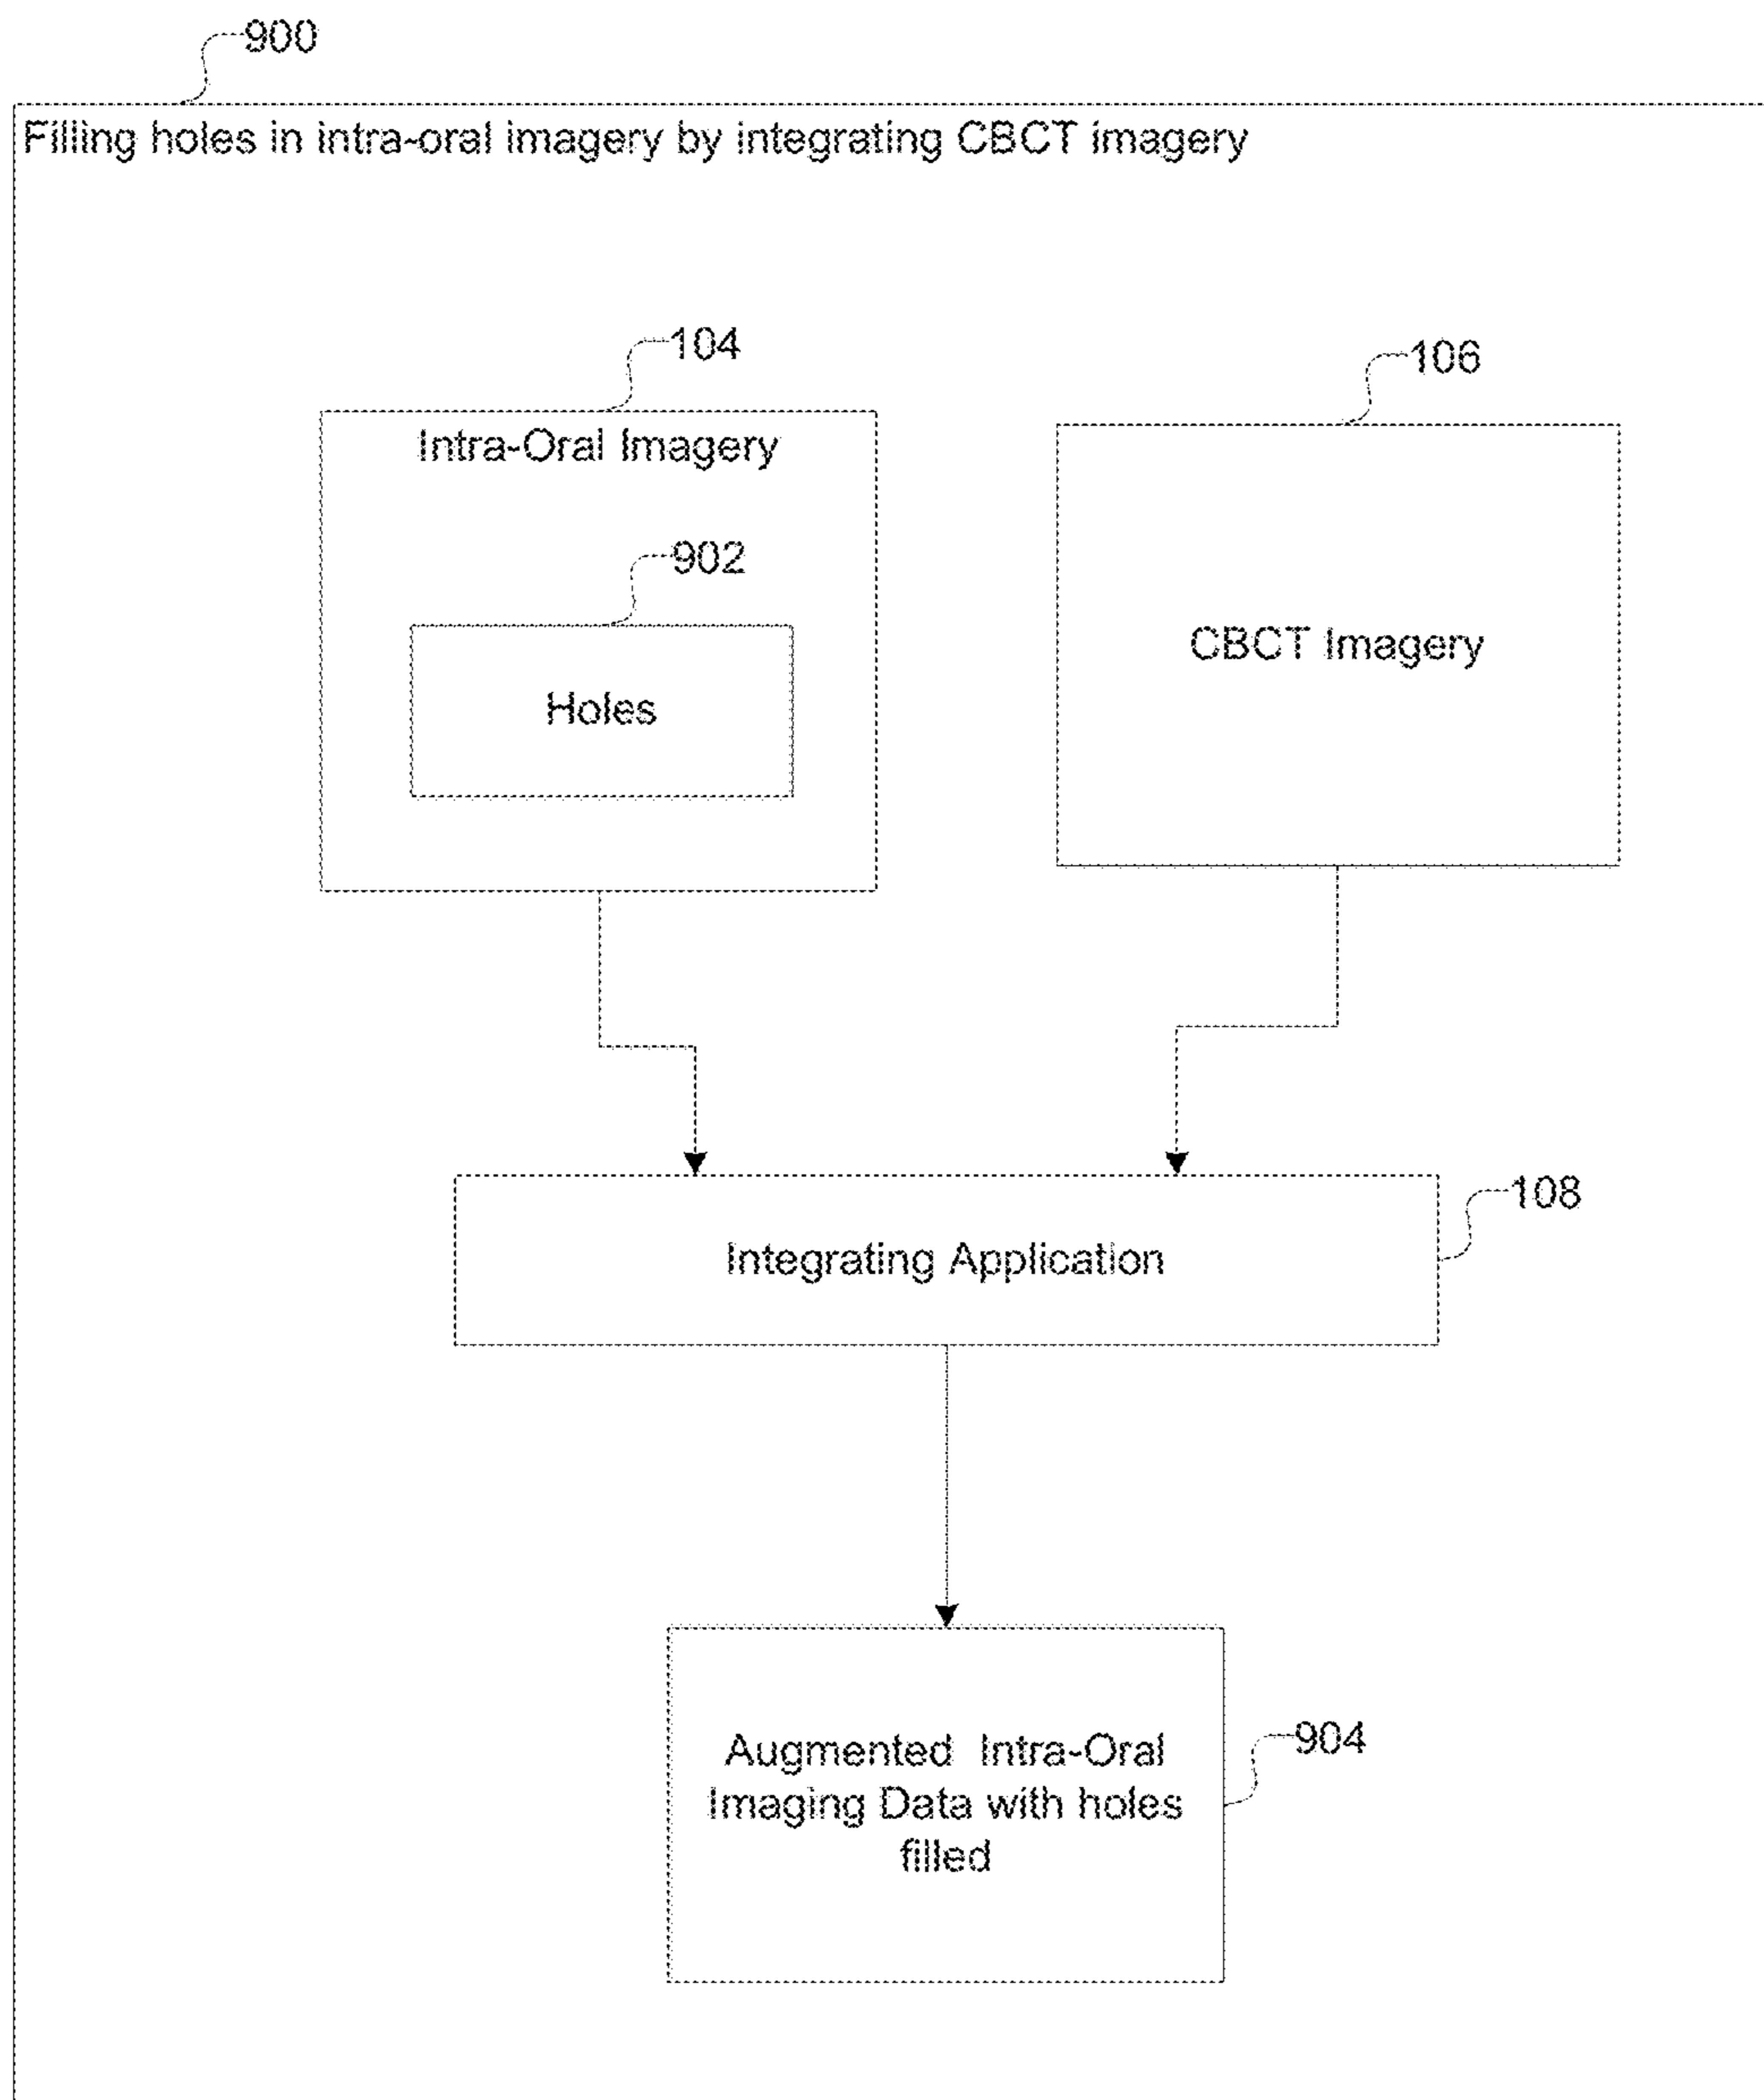 900
Filling holes in intra-oral imagery by integrating CBCT imagery
104
106
Intra-Oral Imagery
902
CBCT Imagery
Holes
108
Integrating Application
904
Augmented Intra-Oral
Imaging Data with holes
filled